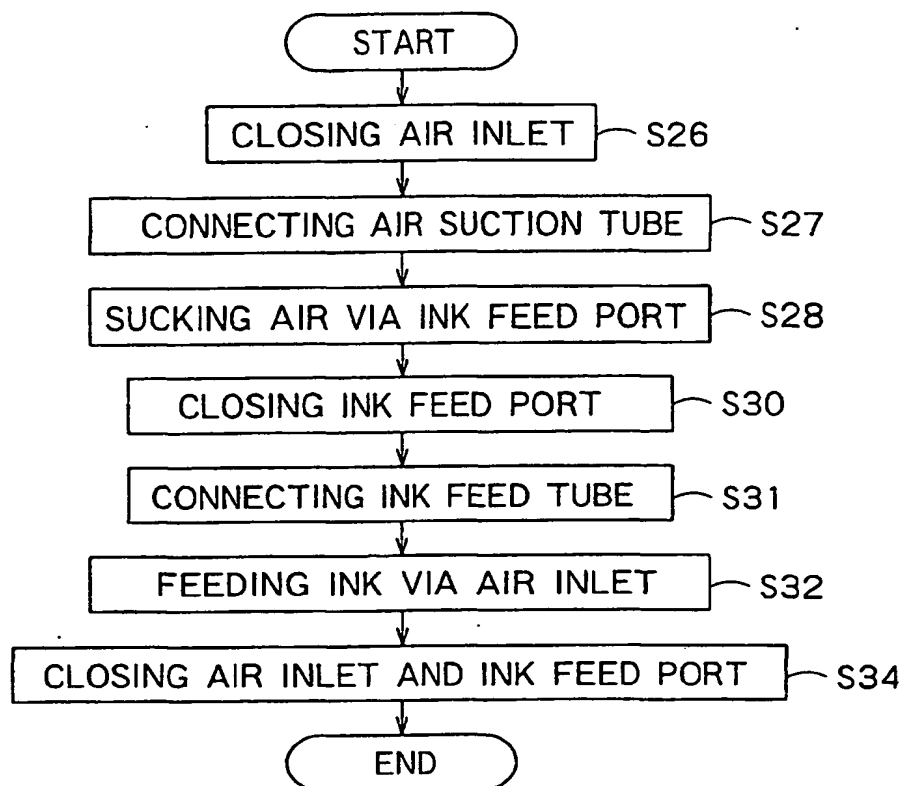 START
CLOSING AIR INLET S26
CONNECTING AIR SUCTION TUBE S27
SUCKING AIR VIA INK FEED PORT S28
CLOSING INK FEED PORT S30
CONNECTING INK FEED TUBE S31
FEEDING INK VIA AIR INLET S32
CLOSING AIR INLET AND INK FEED PORT S34
END